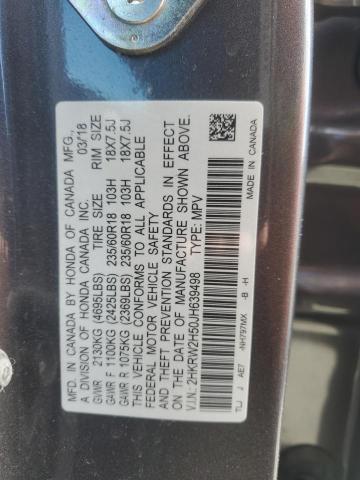 MFD. IN CANADA BY HONDA OF CANADA MFG.,
A DIVISION OF HONDA CANADA INC. 03/18
TIRE SIZE RIM SIZE
GVWR 2130KG (4695LBS)
GAWR F 1100KG (2425LBS) 235/60R18 103H 18X7.5J
GAWR R 1075KG (2369LBS) 235/60R18 103H 18X7.5J
THIS VEHICLE CONFORMS TO ALL APPLICABLE
FEDERAL MOTOR VEHICLE SAFETY
AND THEFT PREVENTION STANDARDS IN EFFECT
ON THE DATE OF MANUFACTURE SHOWN ABOVE.
V.I.N.: 2HKRW2H50JH639498 TYPE: MPV
TLJ J AE7 -NH797MX -B -H
MADE IN CANADA